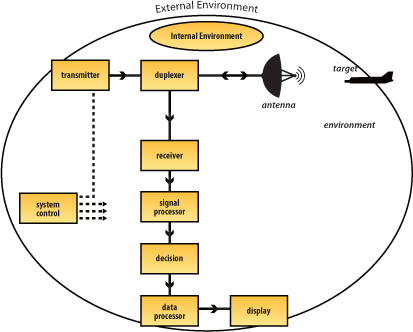 External Environment
Internal Environment
transmitter
duplexer
target
antenna
environment
receiver
system
control
signal
processor
decision
data
processor
display